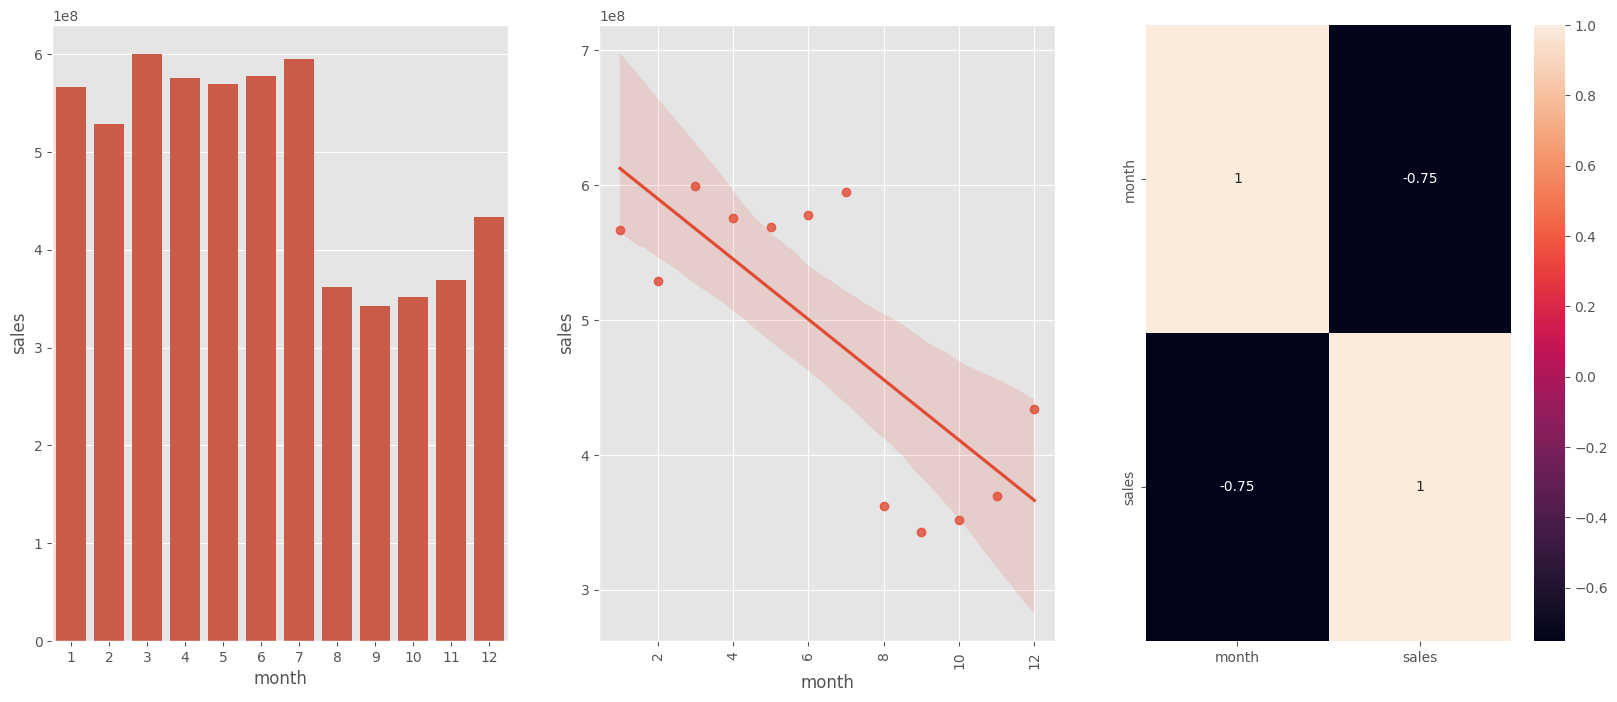 1e8
6
5
4
3
2
1
0
sales
1 2 3 4 5 6 7 8 9 10 11 12
month
1e8
7
6
5
4
3
sales
2 4 6 8 10 12
month
month
sales
1 -0.75
-0.75 1
month sales
1.0
0.8
0.6
0.4
0.2
0.0
−0.2
−0.4
−0.6